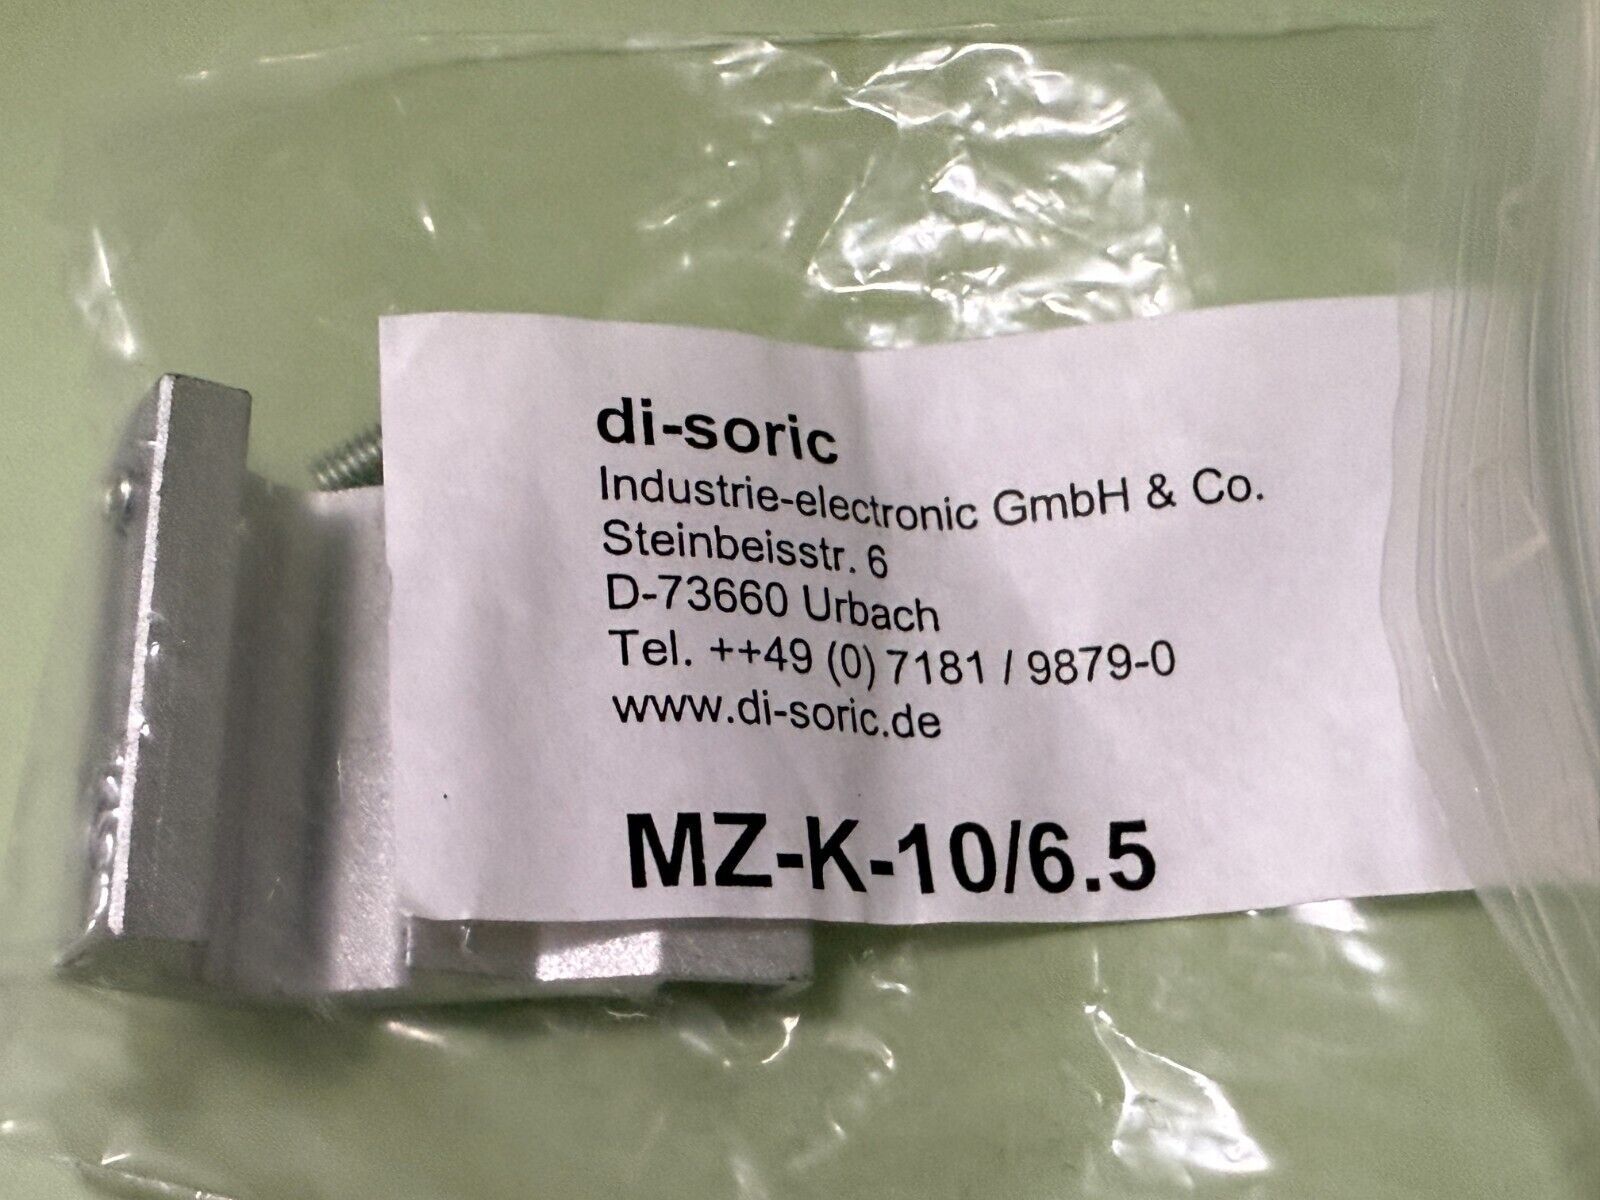 di-soric
Industrie-electronic GmbH & Co.
Steinbeisstr. 6
D-73660 Urbach
Tel. ++49 (0) 7181 / 9879-0
www.di-soric.de
MZ-K-10/6.5